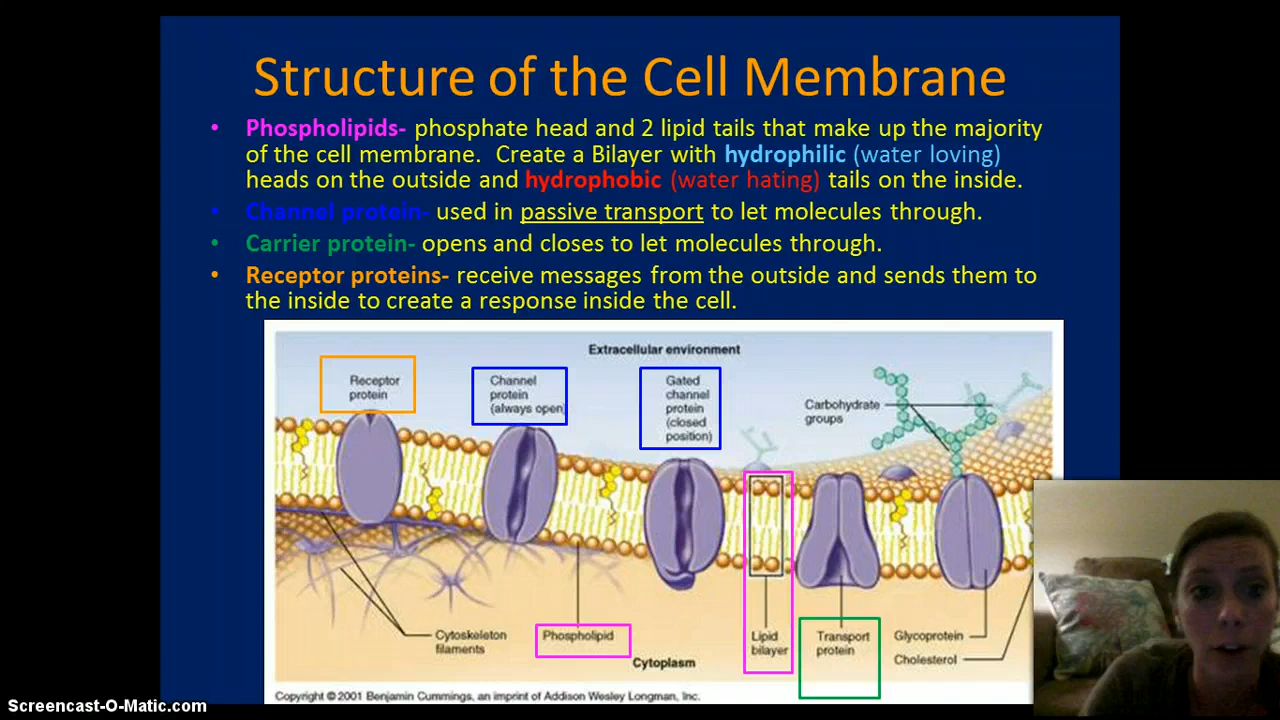 Structure of the Cell Membrane
• Phospholipids- phosphate head and 2 lipid tails that make up the majority
of the cell membrane. Create a Bilayer with hydrophilic (water loving)
heads on the outside and hydrophobic (water hating) tails on the inside.
• Channel protein- used in passive transport to let molecules through.
• Carrier protein- opens and closes to let molecules through.
• Receptor proteins- receive messages from the outside and sends them to
the inside to create a response inside the cell.
Extracellular environment
Receptor
protein
Channel
protein
(always open)
Gated
channel
protein
(closed
position)
Carbohydrate
groups
Cytoskeleton
filaments
Phospholipid
Lipid
bilayer
Transport
protein
Glycoprotein
Cholesterol
Cytoplasm
Copyright © 2001 Benjamin Cummings, an imprint of Addison Wesley Longman, Inc.
Screencast-O-Matic.com